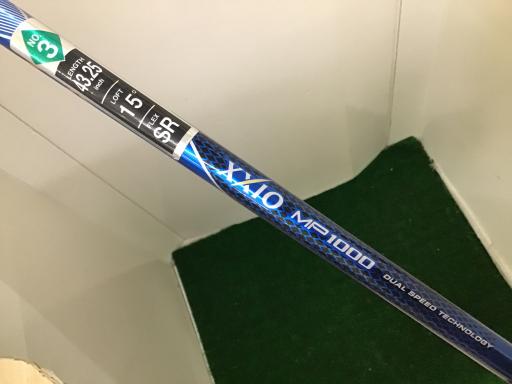 NO.
3
LENGTH
43.25
inch
LOFT
15°
FLEX
SR
XXIO MP1000 DUAL SPEED TECHNOLOGY